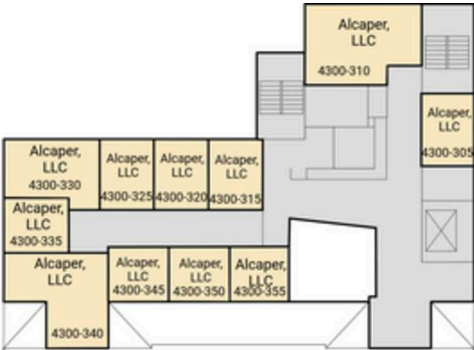 Alcaper,
LLC
4300-310
Alcaper,
LLC
4300-305
Alcaper,
LLC
4300-330
Alcaper,
LLC
4300-325
Alcaper,
LLC
4300-320
Alcaper,
LLC
4300-315
Alcaper,
LLC
4300-335
Alcaper,
LLC
4300-340
Alcaper,
LLC
4300-345
Alcaper,
LLC
4300-350
Alcaper,
LLC
4300-355